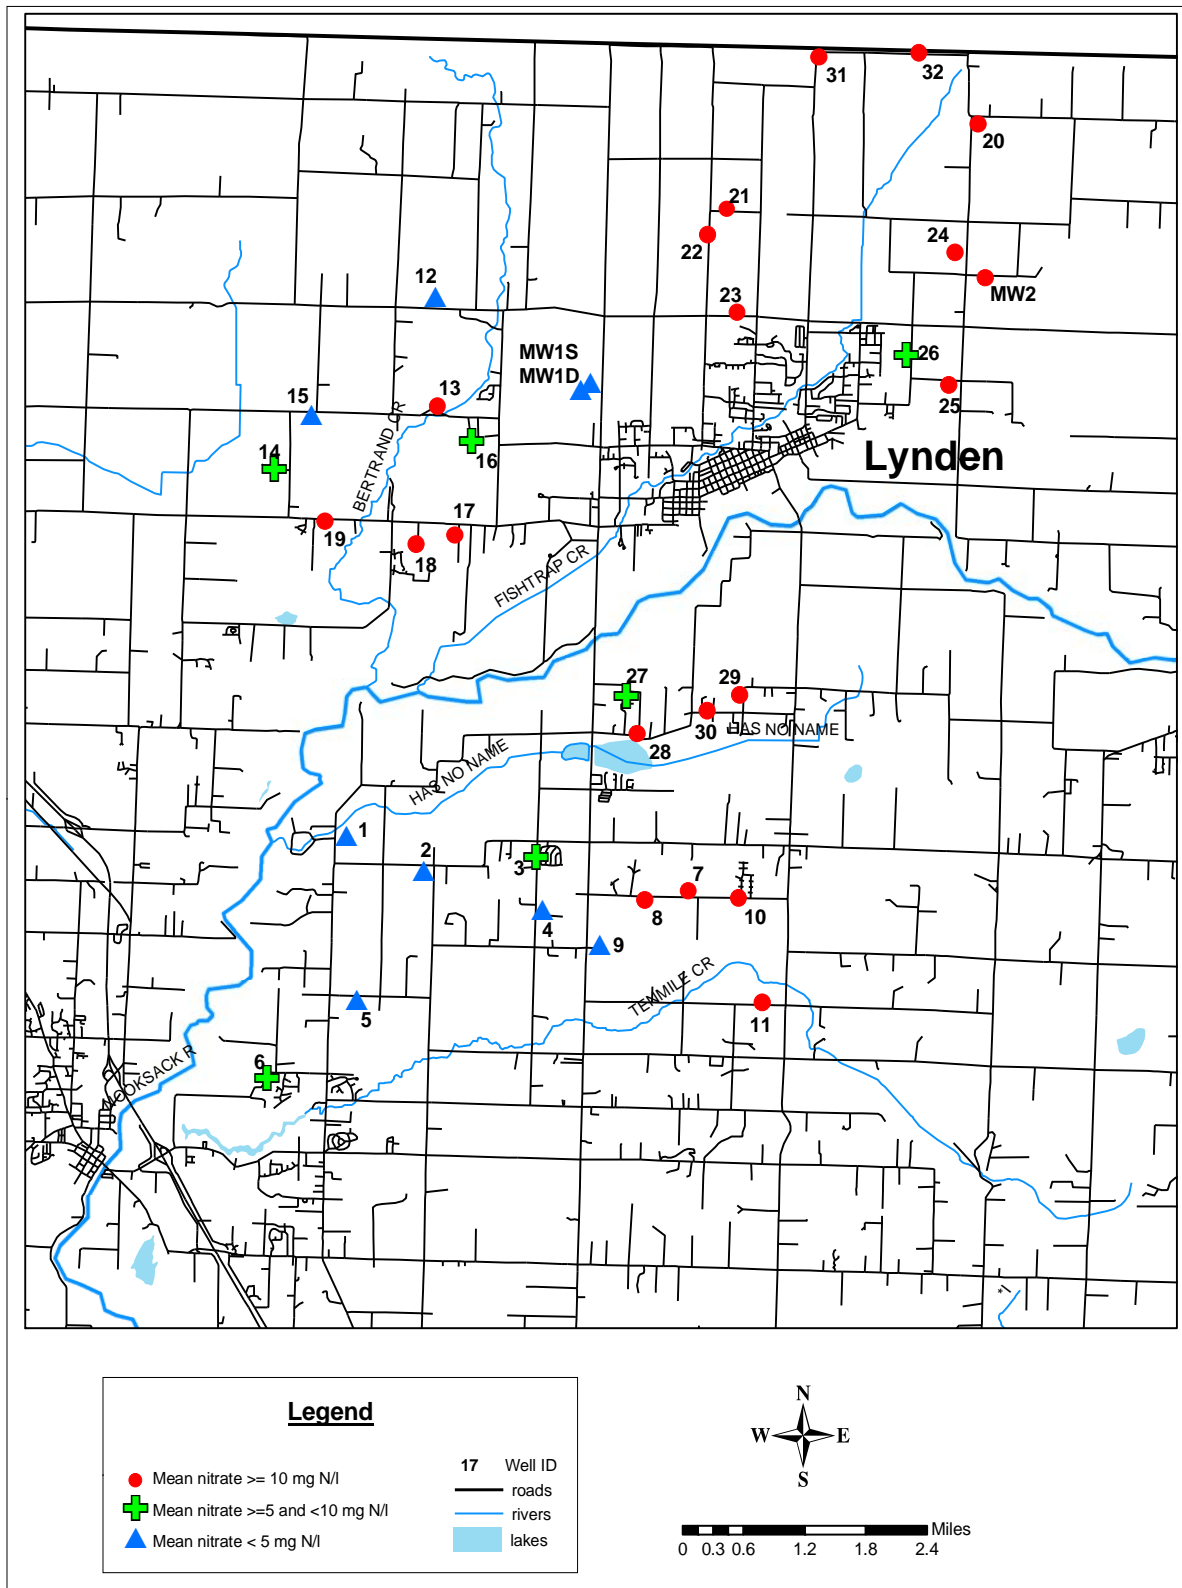 31
32
20
21
22
24
MW2
12
23
MW1S
MW1D
26
13
25
15
BERTRAND CR
14
16
Lynden
17
19
18
FISHTRAP CR
27
29
30
HAS NO NAME
28
HAS NO NAME
1
2
3
7
8
10
4
9
TENMILE CR
5
11
6
NOOKSACK R
Legend
Mean nitrate >= 10 mg N/l
Mean nitrate >=5 and <10 mg N/l
Mean nitrate < 5 mg N/l
17 Well ID
roads
rivers
lakes
N
W E
S
Miles
0 0.3 0.6 1.2 1.8 2.4